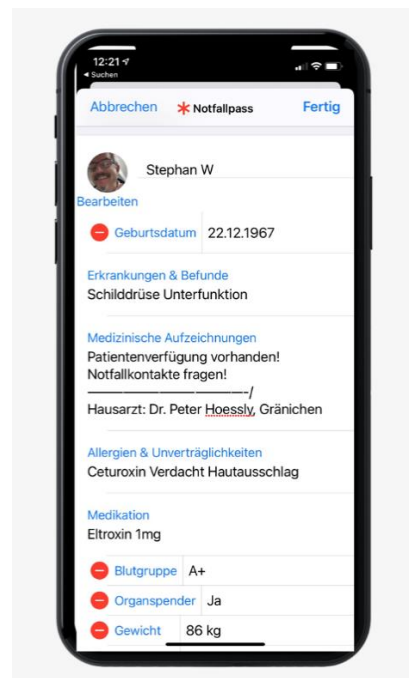 12:21
Suchen
Abbrechen * Notfallpass Fertig
Stephan W
Bearbeiten
Geburtsdatum 22.12.1967
Erkrankungen & Befunde
Schilddrüse Unterfunktion
Medizinische Aufzeichnungen
Patientenverfügung vorhanden!
Notfallkontakte fragen!
———————————-/
Hausarzt: Dr. Peter Hoessly, Gränichen
Allergien & Unverträglichkeiten
Ceturoxin Verdacht Hautausschlag
Medikation
Eltroxin 1mg
Blutgruppe A+
Organspender Ja
Gewicht 86 kg